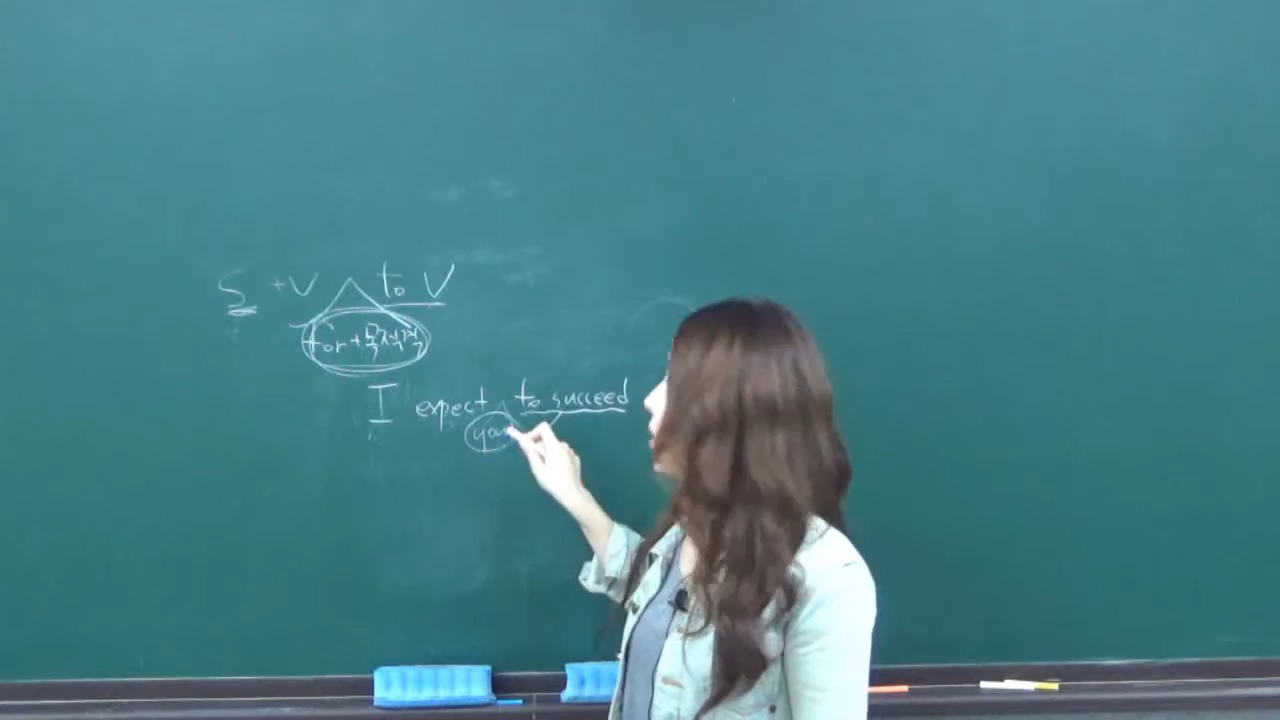 S +V to V
for+목적격
I expect to succeed
you